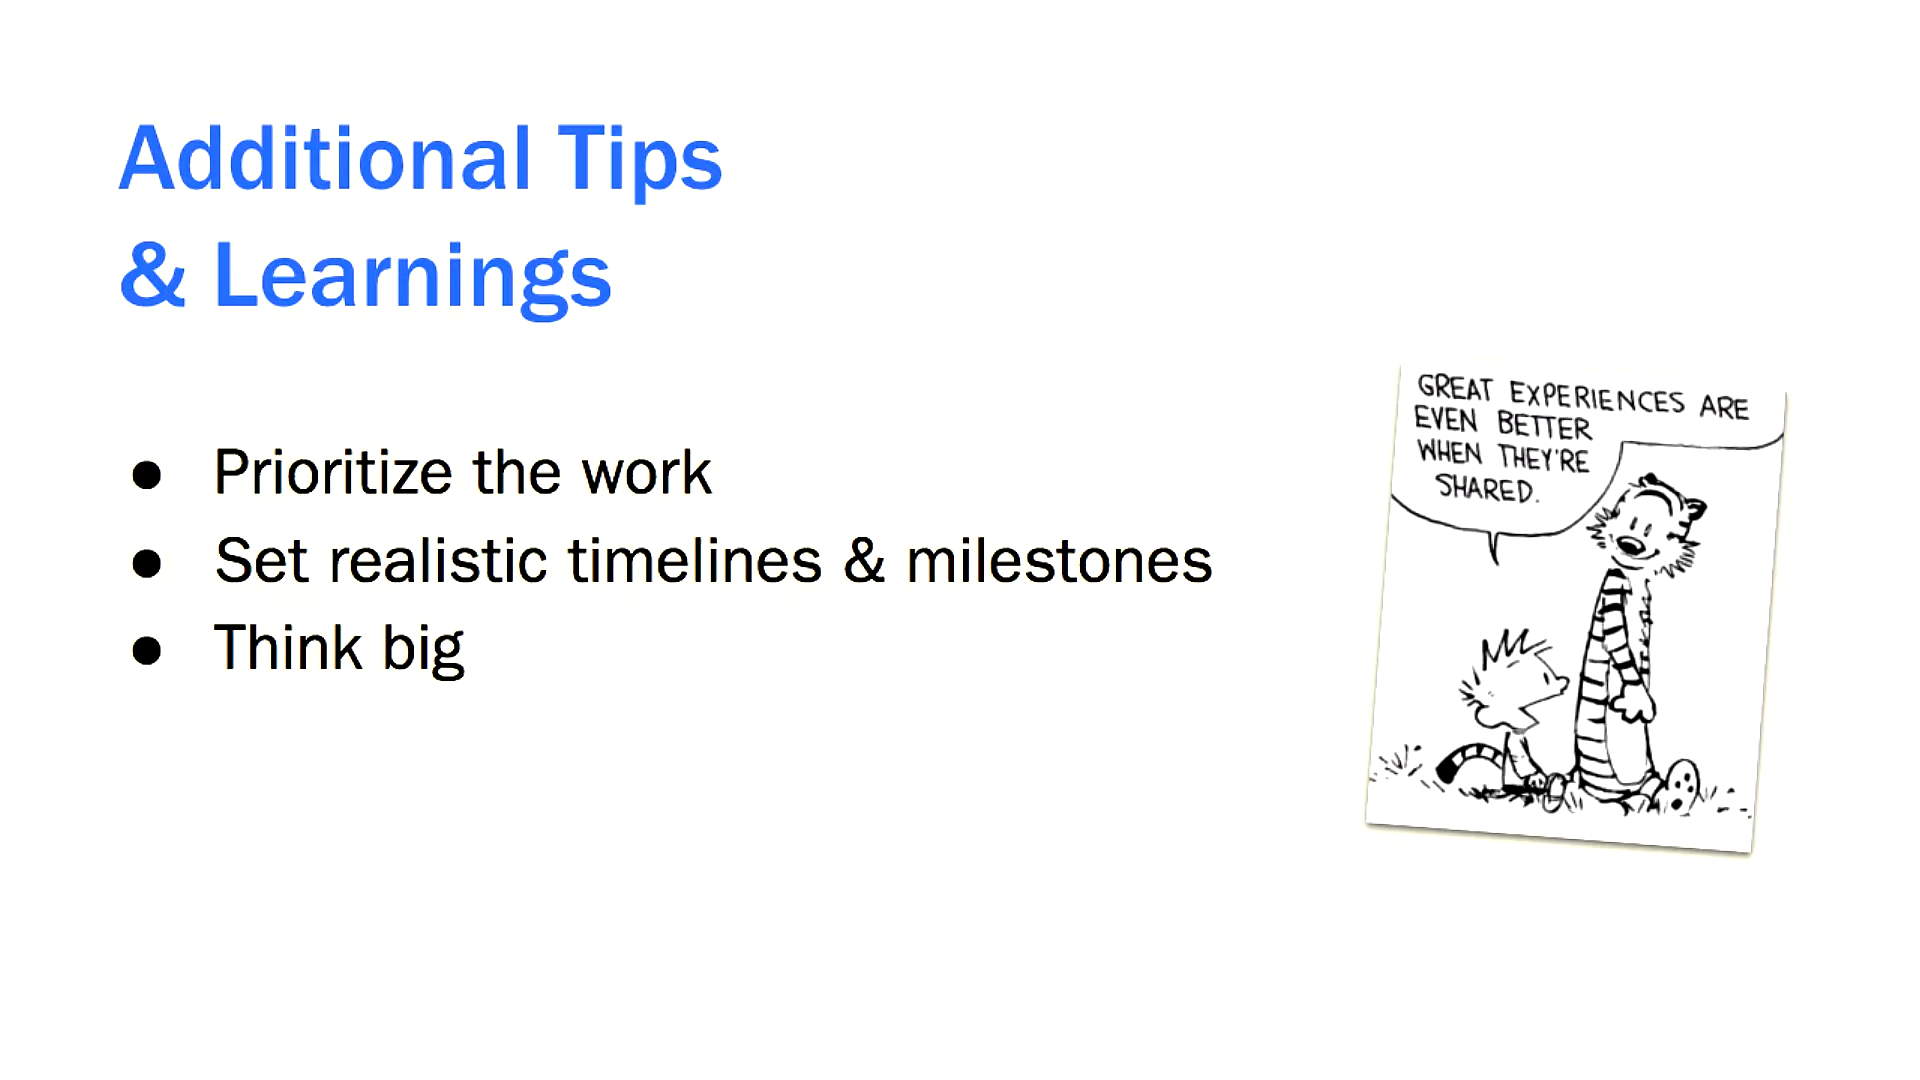 Additional Tips
& Learnings
● Prioritize the work
● Set realistic timelines & milestones
● Think big
GREAT EXPERIENCES ARE
EVEN BETTER
WHEN THEY'RE
SHARED.